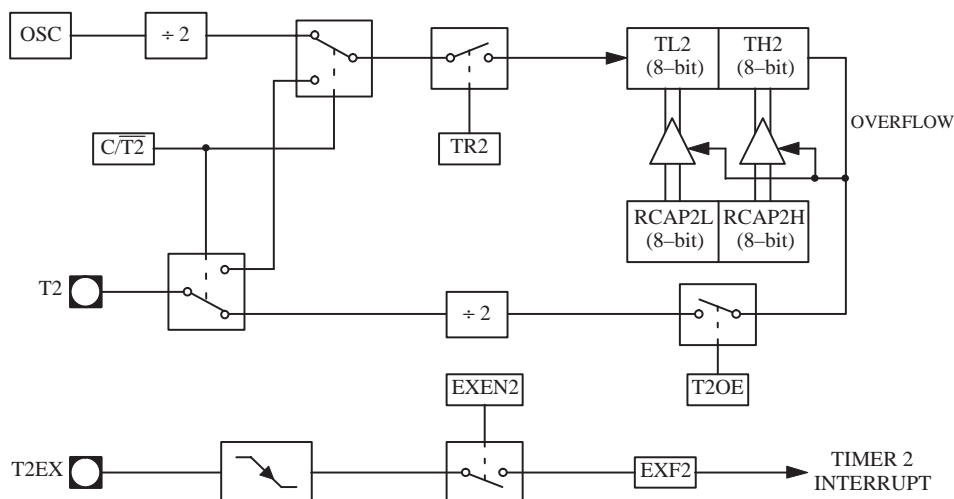 OSC
÷ 2
TL2
(8–bit)
TH2
(8–bit)
C/T2
TR2
OVERFLOW
RCAP2L
(8–bit)
RCAP2H
(8–bit)
T2
÷ 2
T2OE
EXEN2
T2EX
EXF2
TIMER 2
INTERRUPT